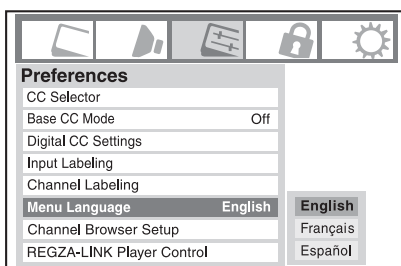 Preferences
CC Selector
Base CC Mode Off
Digital CC Settings
Input Labeling
Channel Labeling
Menu Language English English
Channel Browser Setup Français
REGZA-LINK Player Control Español